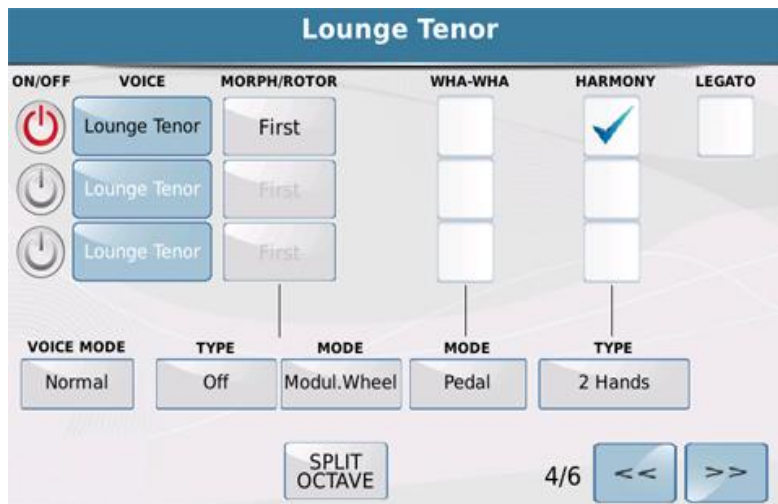 Lounge Tenor
ON/OFF VOICE MORPH/ROTOR WHA-WHA HARMONY LEGATO
Lounge Tenor First
Lounge Tenor First
Lounge Tenor First
VOICE MODE TYPE MODE MODE TYPE
Normal Off Modul.Wheel Pedal 2 Hands
SPLIT
OCTAVE
4/6 << >>